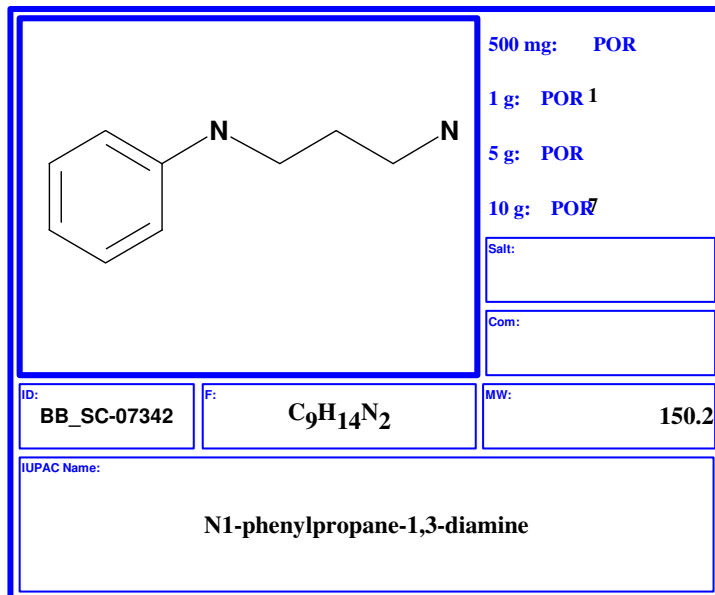 N
N
500 mg: POR
1 g: POR 1
5 g: POR
10 g: POR 7
Salt:
Com:
ID:
BB_SC-07342
F:
C9H14N2
MW:
150.2
IUPAC Name:
N1-phenylpropane-1,3-diamine